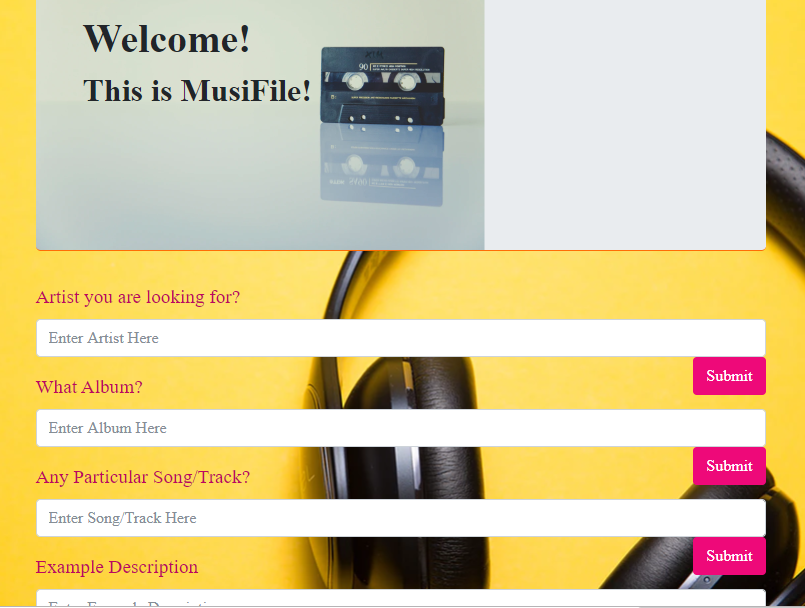 Welcome!
This is MusiFile!
90
Artist you are looking for?
Enter Artist Here
Submit
What Album?
Enter Album Here
Submit
Any Particular Song/Track?
Enter Song/Track Here
Submit
Example Description